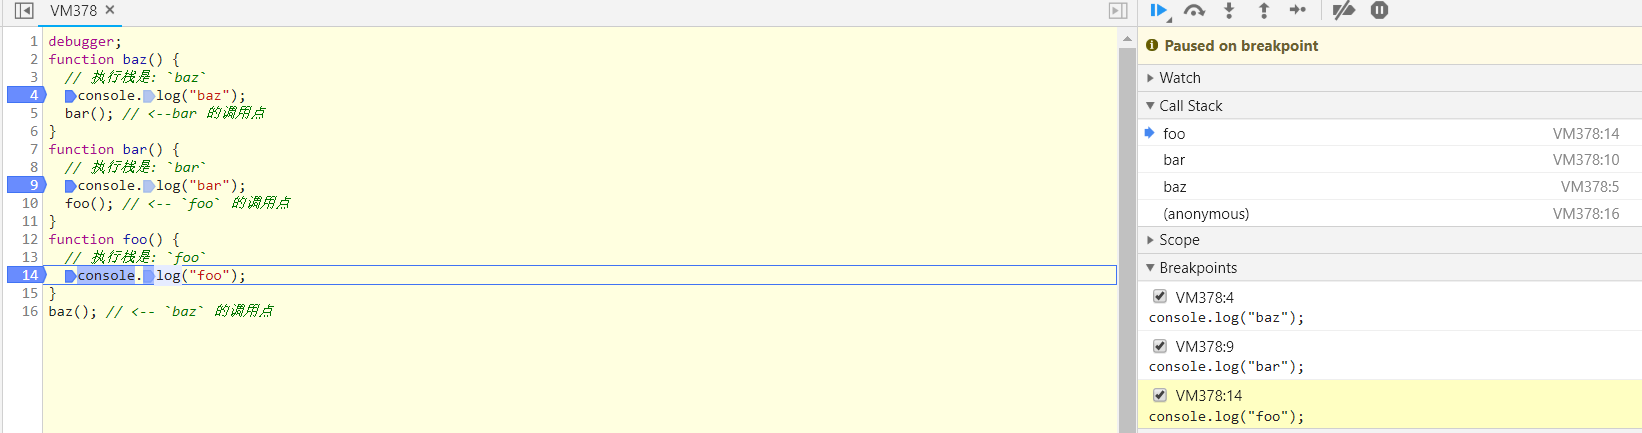 VM378 ×
1 debugger;
2 function baz() {
3 // 执行栈是: `baz`
4 console.log("baz");
5 bar(); // <--bar 的调用点
6 }
7 function bar() {
8 // 执行栈是: `bar`
9 console.log("bar");
10 foo(); // <-- `foo` 的调用点
11 }
12 function foo() {
13 // 执行栈是: `foo`
14 console.log("foo");
15 }
16 baz(); // <-- `baz` 的调用点
Paused on breakpoint
Watch
Call Stack
foo VM378:14
bar VM378:10
baz VM378:5
(anonymous) VM378:16
Scope
Breakpoints
VM378:4
console.log("baz");
VM378:9
console.log("bar");
VM378:14
console.log("foo");